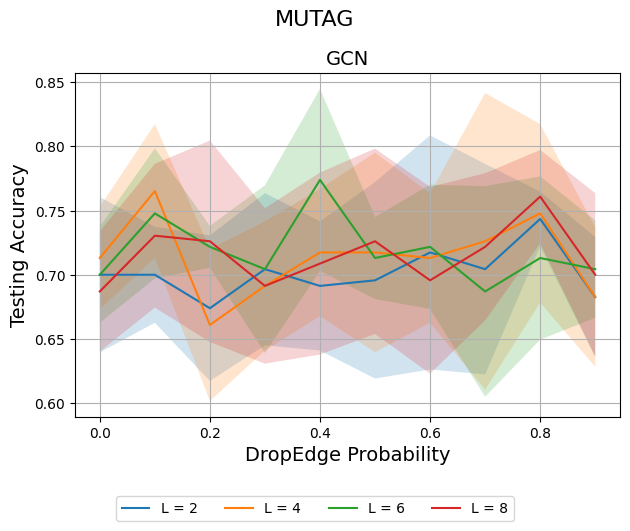 MUTAG
GCN
0.85
0.80
0.75
0.70
0.65
0.60
Testing Accuracy
0.0 0.2 0.4 0.6 0.8
DropEdge Probability
L = 2 L = 4 L = 6 L = 8